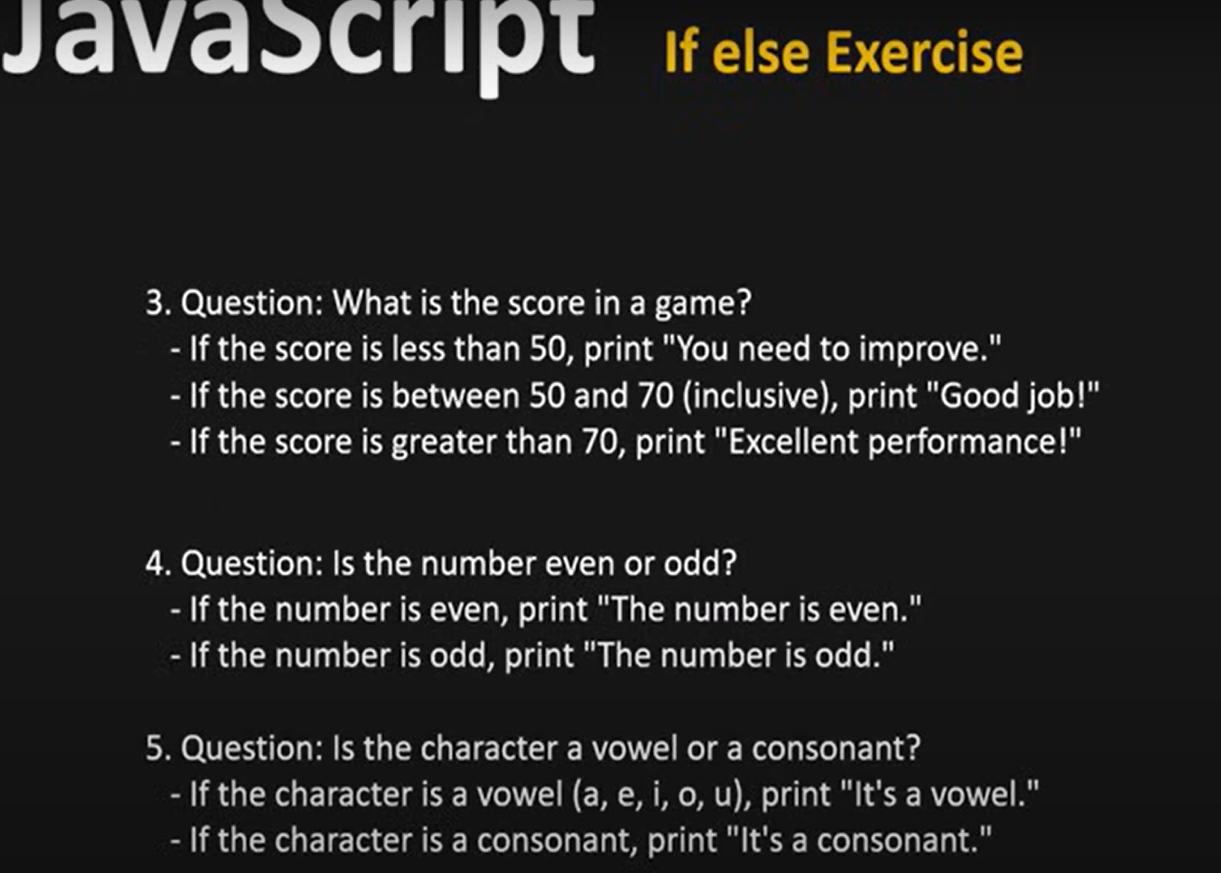 JavaScript If else Exercise
3. Question: What is the score in a game?
- If the score is less than 50, print "You need to improve."
- If the score is between 50 and 70 (inclusive), print "Good job!"
- If the score is greater than 70, print "Excellent performance!"
4. Question: Is the number even or odd?
- If the number is even, print "The number is even."
- If the number is odd, print "The number is odd."
5. Question: Is the character a vowel or a consonant?
- If the character is a vowel (a, e, i, o, u), print "It's a vowel."
- If the character is a consonant, print "It's a consonant."